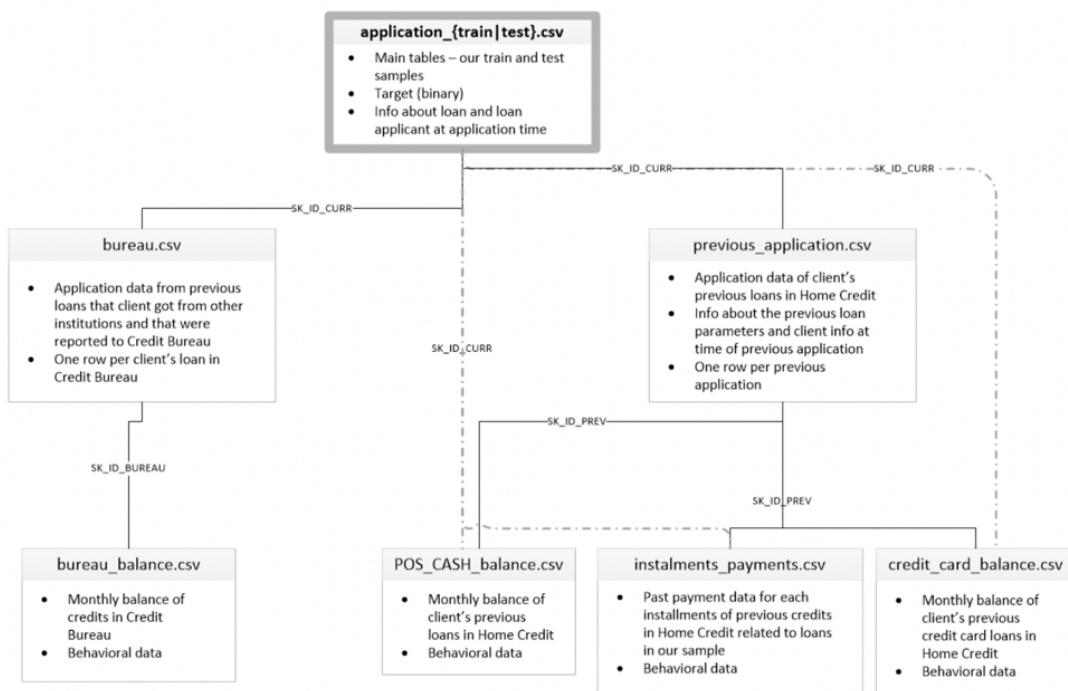 application_{train|test}.csv
• Main tables – our train and test
samples
• Target (binary)
• Info about loan and loan
applicant at application time
SK_ID_CURR
SK_ID_CURR
SK_ID_CURR
bureau.csv
• Application data from previous
loans that client got from other
institutions and that were
reported to Credit Bureau
• One row per client's loan in
Credit Bureau
previous_application.csv
• Application data of client's
previous loans in Home Credit
• Info about the previous loan
parameters and client info at
time of previous application
• One row per previous
application
SK_ID_CURR
SK_ID_PREV
SK_ID_BUREAU
SK_ID_PREV
bureau_balance.csv
• Monthly balance of
credits in Credit
Bureau
• Behavioral data
POS_CASH_balance.csv
• Monthly balance of
client's previous
loans in Home Credit
• Behavioral data
instalments_payments.csv
• Past payment data for each
installments of previous credits
in Home Credit related to loans
in our sample
• Behavioral data
credit_card_balance.csv
• Monthly balance of
client's previous
credit card loans in
Home Credit
• Behavioral data